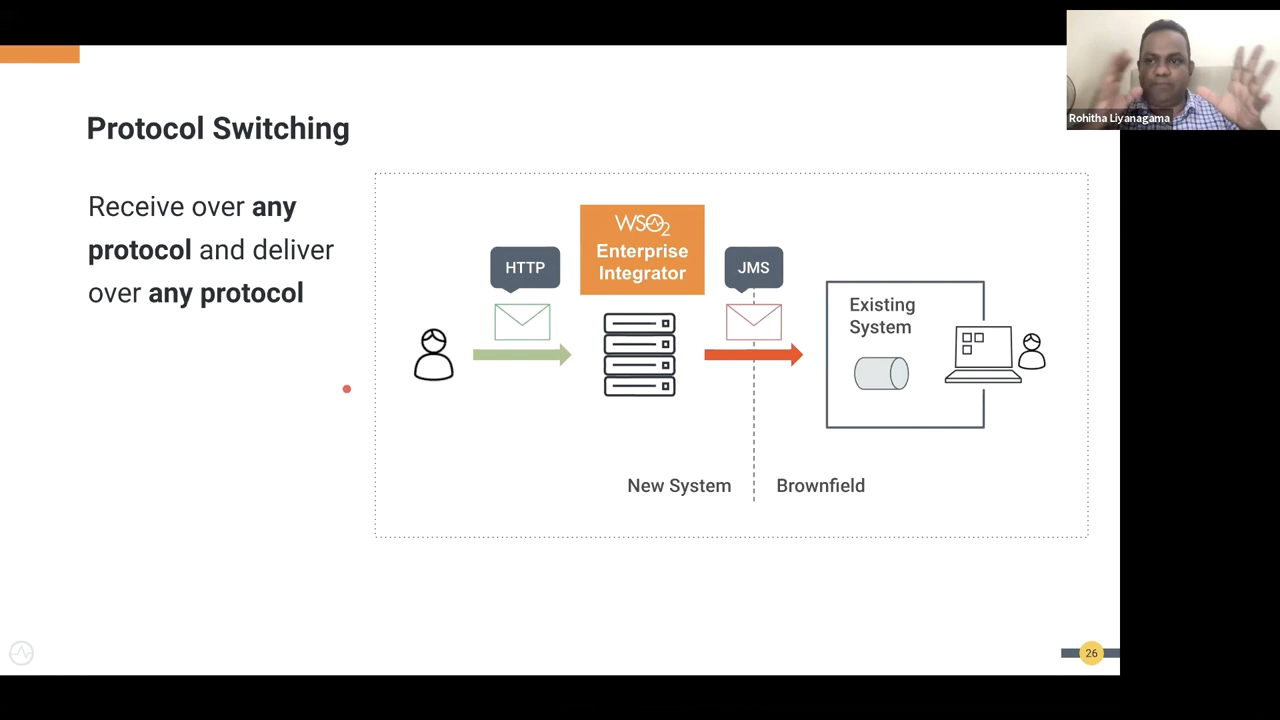 Rohitha Liyanagama
Protocol Switching
Receive over any
protocol and deliver
over any protocol
WSO2
Enterprise
Integrator
HTTP
JMS
Existing
System
New System
Brownfield
26